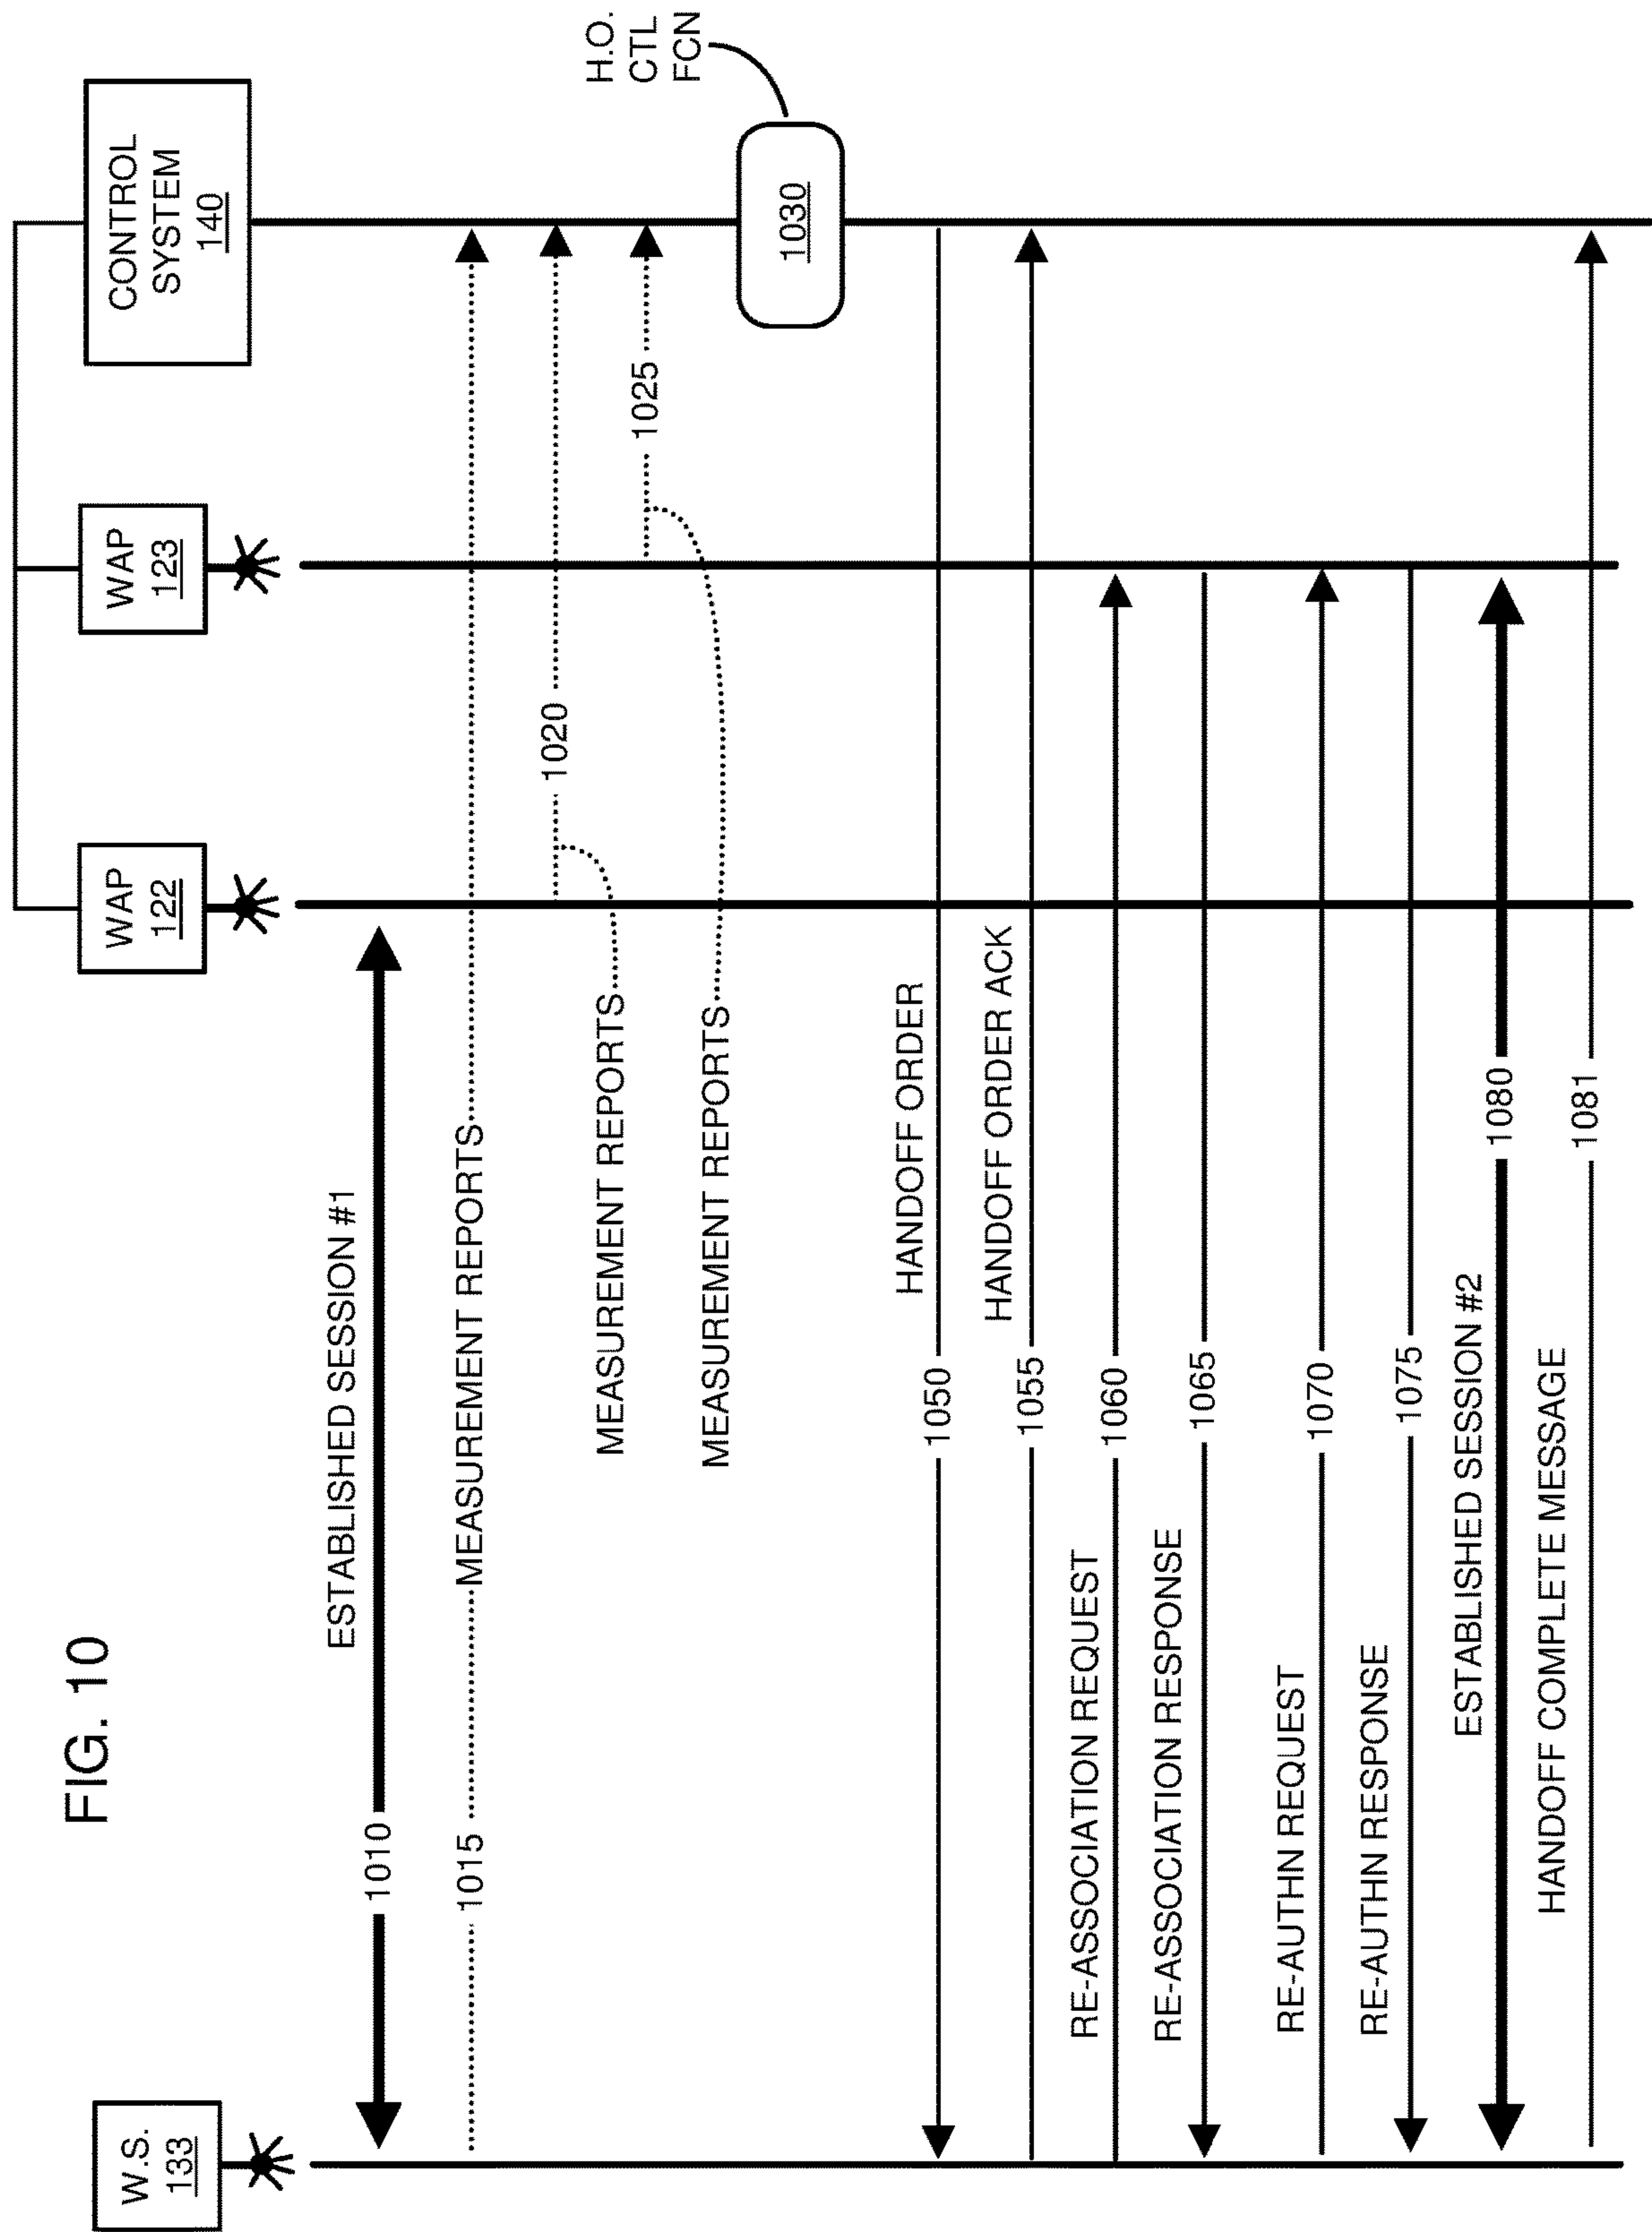 FIG. 10
W.S.
133
WAP
122
WAP
123
CONTROL
SYSTEM
140
ESTABLISHED SESSION #1
1010
1015
MEASUREMENT REPORTS
1020
MEASUREMENT REPORTS
1025
MEASUREMENT REPORTS
H.O.
CTL
FCN
1030
HANDOFF ORDER
1050
HANDOFF ORDER ACK
1055
RE-ASSOCIATION REQUEST
1060
RE-ASSOCIATION RESPONSE
1065
RE-AUTHN REQUEST
1070
RE-AUTHN RESPONSE
1075
ESTABLISHED SESSION #2
1080
HANDOFF COMPLETE MESSAGE
1081